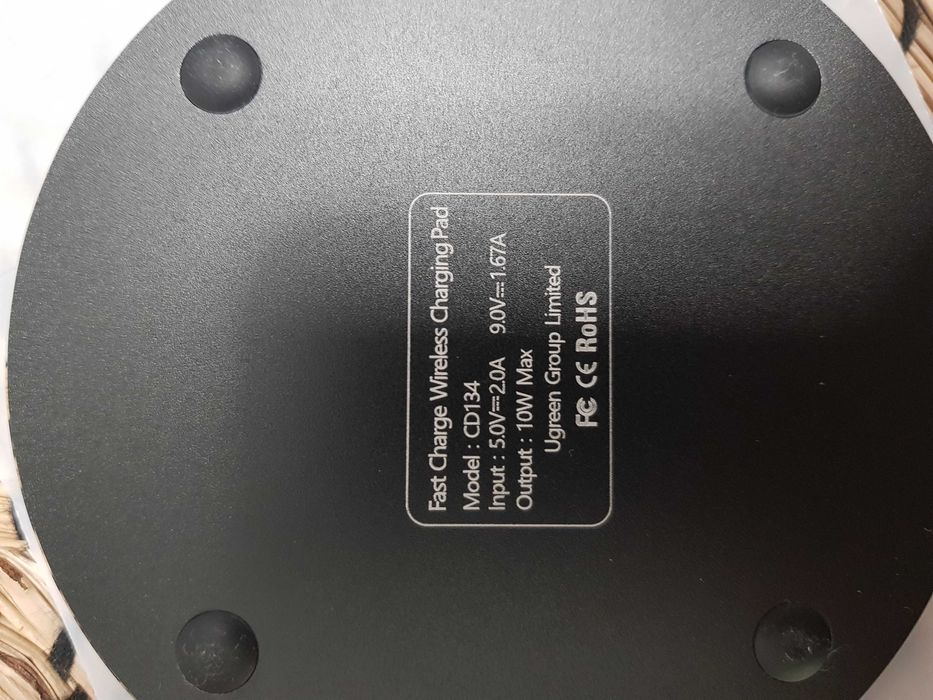 Fast Charge Wireless Charging Pad
Model : CD134
Input : 5.0V⎓2.0A 9.0V⎓1.67A
Output : 10W Max
Ugreen Group Limited
FC CE RoHS